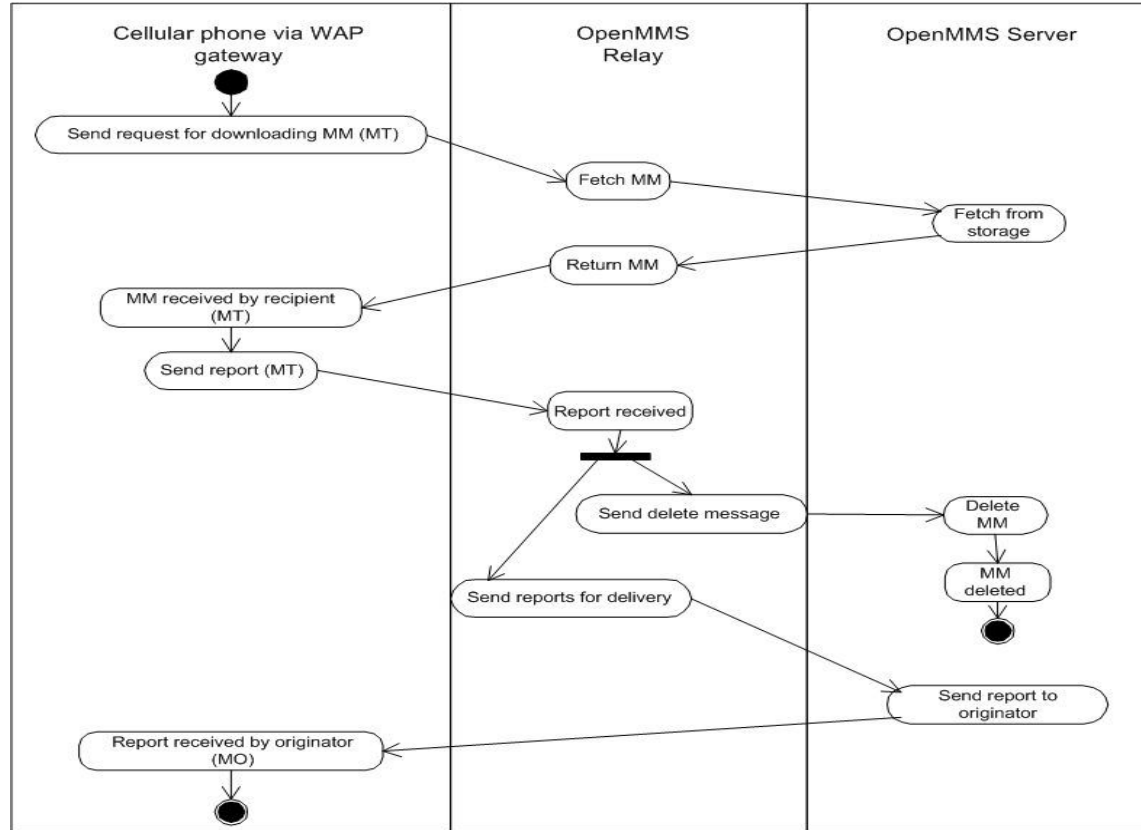 Cellular phone via WAP
gateway
OpenMMS
Relay
OpenMMS Server
Send request for downloading MM (MT)
Fetch MM
Fetch from
storage
Return MM
MM received by recipient
(MT)
Send report (MT)
Report received
Send delete message
Delete
MM
MM
deleted
Send reports for delivery
Send report to
originator
Report received by originator
(MO)